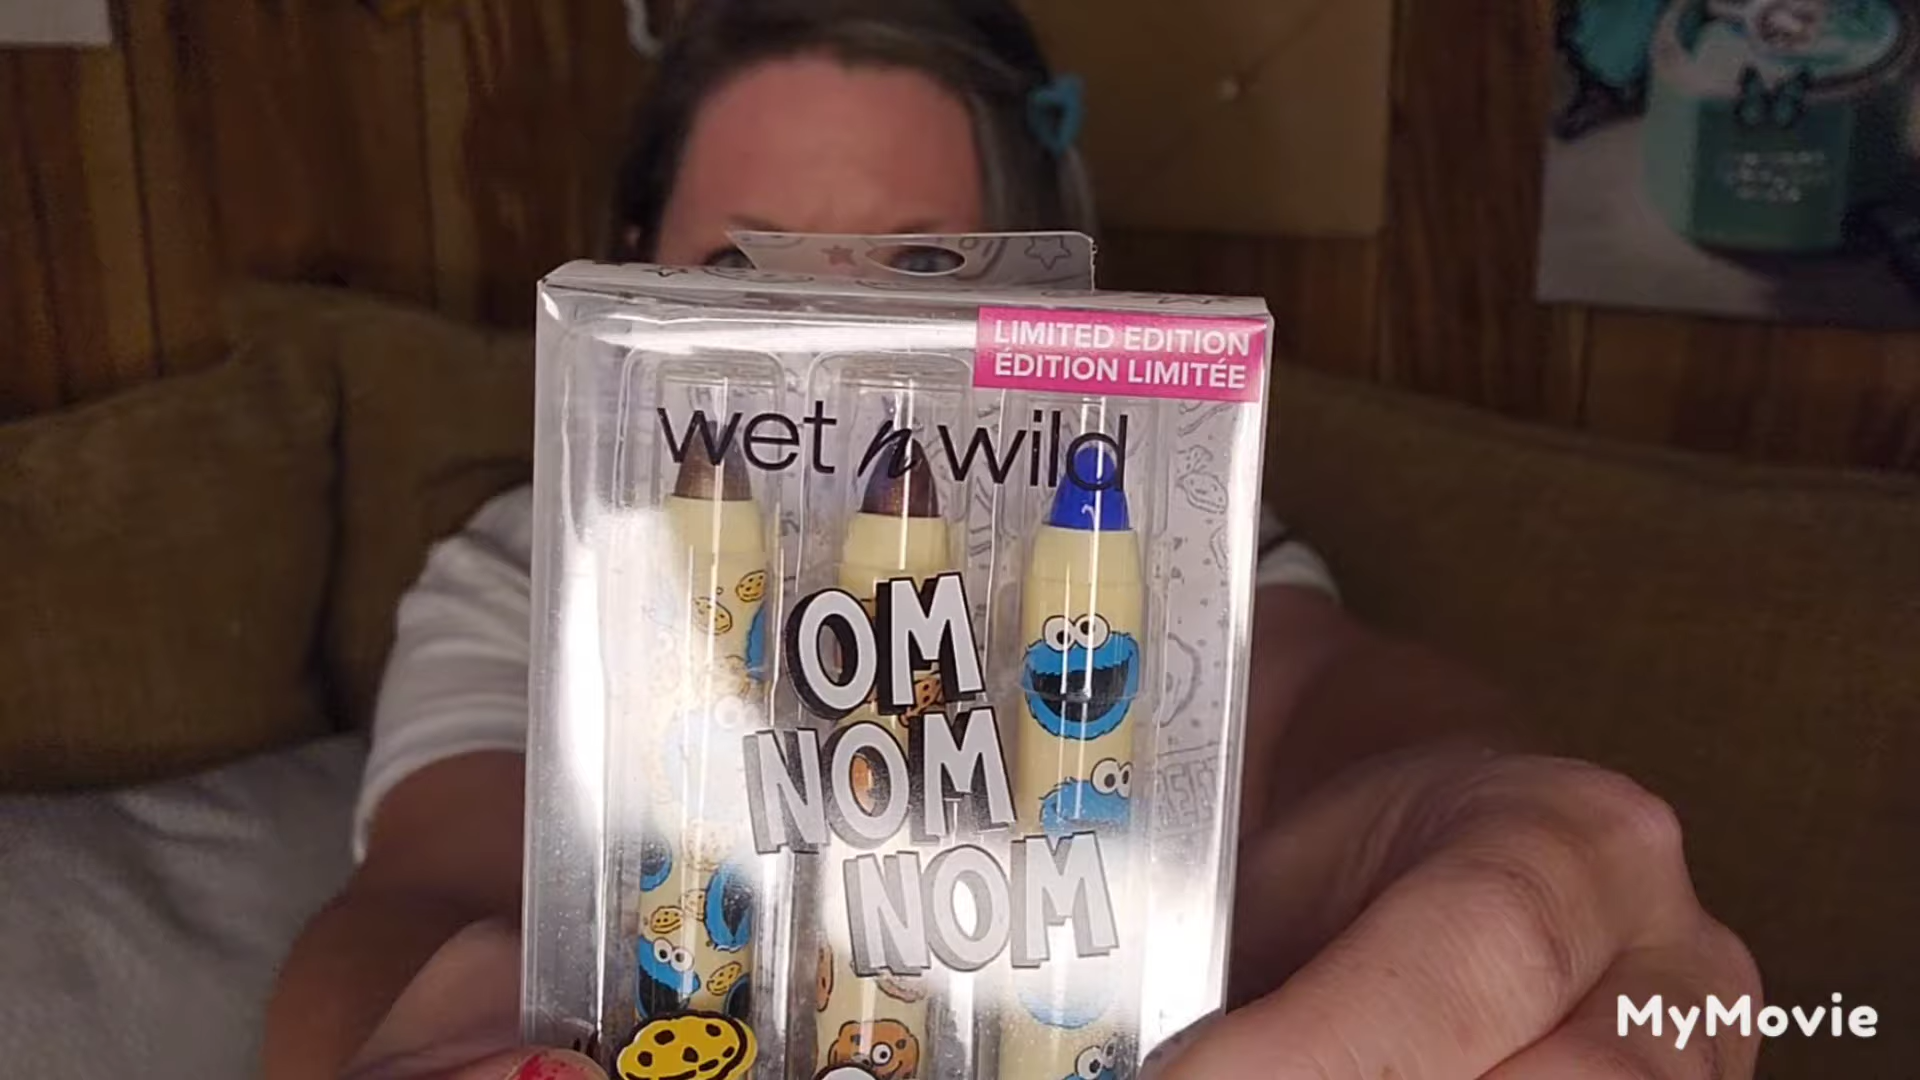 LIMITED EDITION
ÉDITION LIMITÉE
wet n wild
OM
NOM
NOM
MyMovie